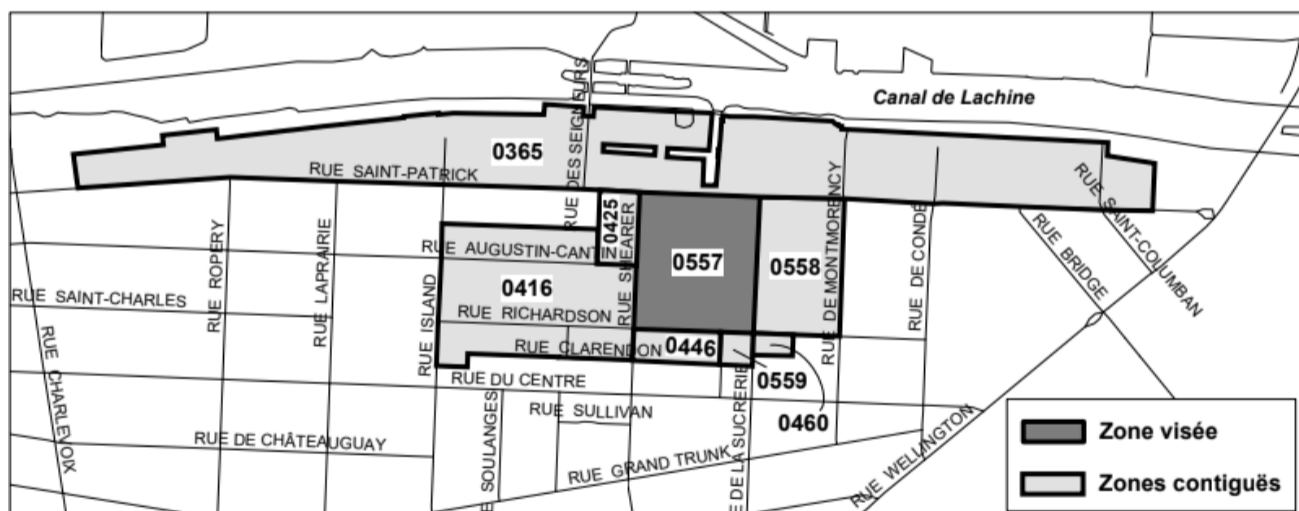 Canal de Lachine
RUE DES SEIGNEURS
0365
RUE SAINT-PATRICK
RUE SAINT-COLUMBAN
0425
RUE SHEARER
RUE ROPERY
RUE LAPRAIRIE
RUE AUGUSTIN-CANTIN
0557
0558
RUE DE MONTMORENCY
RUE DE CONDÉ
RUE BRIDGE
RUE SAINT-CHARLES
0416
RUE ISLAND
RUE RICHARDSON
RUE CHARLEVOIX
RUE CLARENDON
0446
0559
RUE DU CENTRE
0460
RUE SULLIVAN
RUE DE CHÂTEAUGUAY
SOULANGES
RUE GRAND TRUNK
E DE LA SUCRERIE
RUE WELLINGTON
Zone visée
Zones contiguës